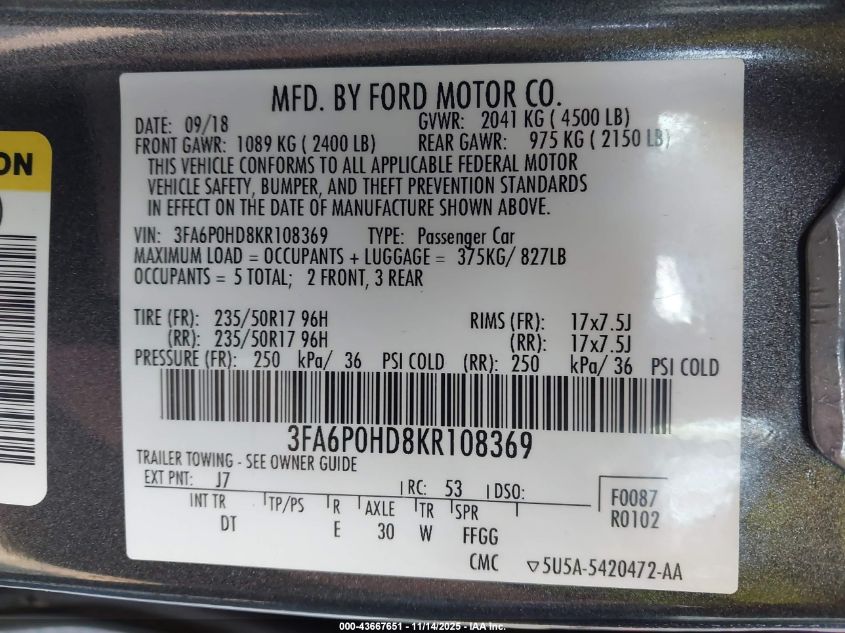 MFD. BY FORD MOTOR CO.
DATE: 09/18 GVWR: 2041 KG ( 4500 LB)
FRONT GAWR: 1089 KG ( 2400 LB) REAR GAWR: 975 KG ( 2150 LB)
THIS VEHICLE CONFORMS TO ALL APPLICABLE FEDERAL MOTOR
VEHICLE SAFETY, BUMPER, AND THEFT PREVENTION STANDARDS
IN EFFECT ON THE DATE OF MANUFACTURE SHOWN ABOVE.
ON
VIN: 3FA6P0HD8KR108369 TYPE: Passenger Car
MAXIMUM LOAD = OCCUPANTS + LUGGAGE = 375KG/ 827LB
OCCUPANTS = 5 TOTAL; 2 FRONT, 3 REAR
TIRE (FR): 235/50R17 96H RIMS (FR): 17x7.5J
(RR): 235/50R17 96H (RR): 17x7.5J
PRESSURE (FR): 250 kPa/ 36 PSI COLD (RR): 250 kPa/ 36 PSI COLD
3FA6P0HD8KR108369
TRAILER TOWING - SEE OWNER GUIDE
EXT PNT: J7 RC: 53 DSO: F0087
INT TR TP/PS R AXLE TR SPR R0102
DT E 30 W FFGG
CMC ▽5U5A-5420472-AA
000-43667651 - 11/14/2025 - IAA Inc.